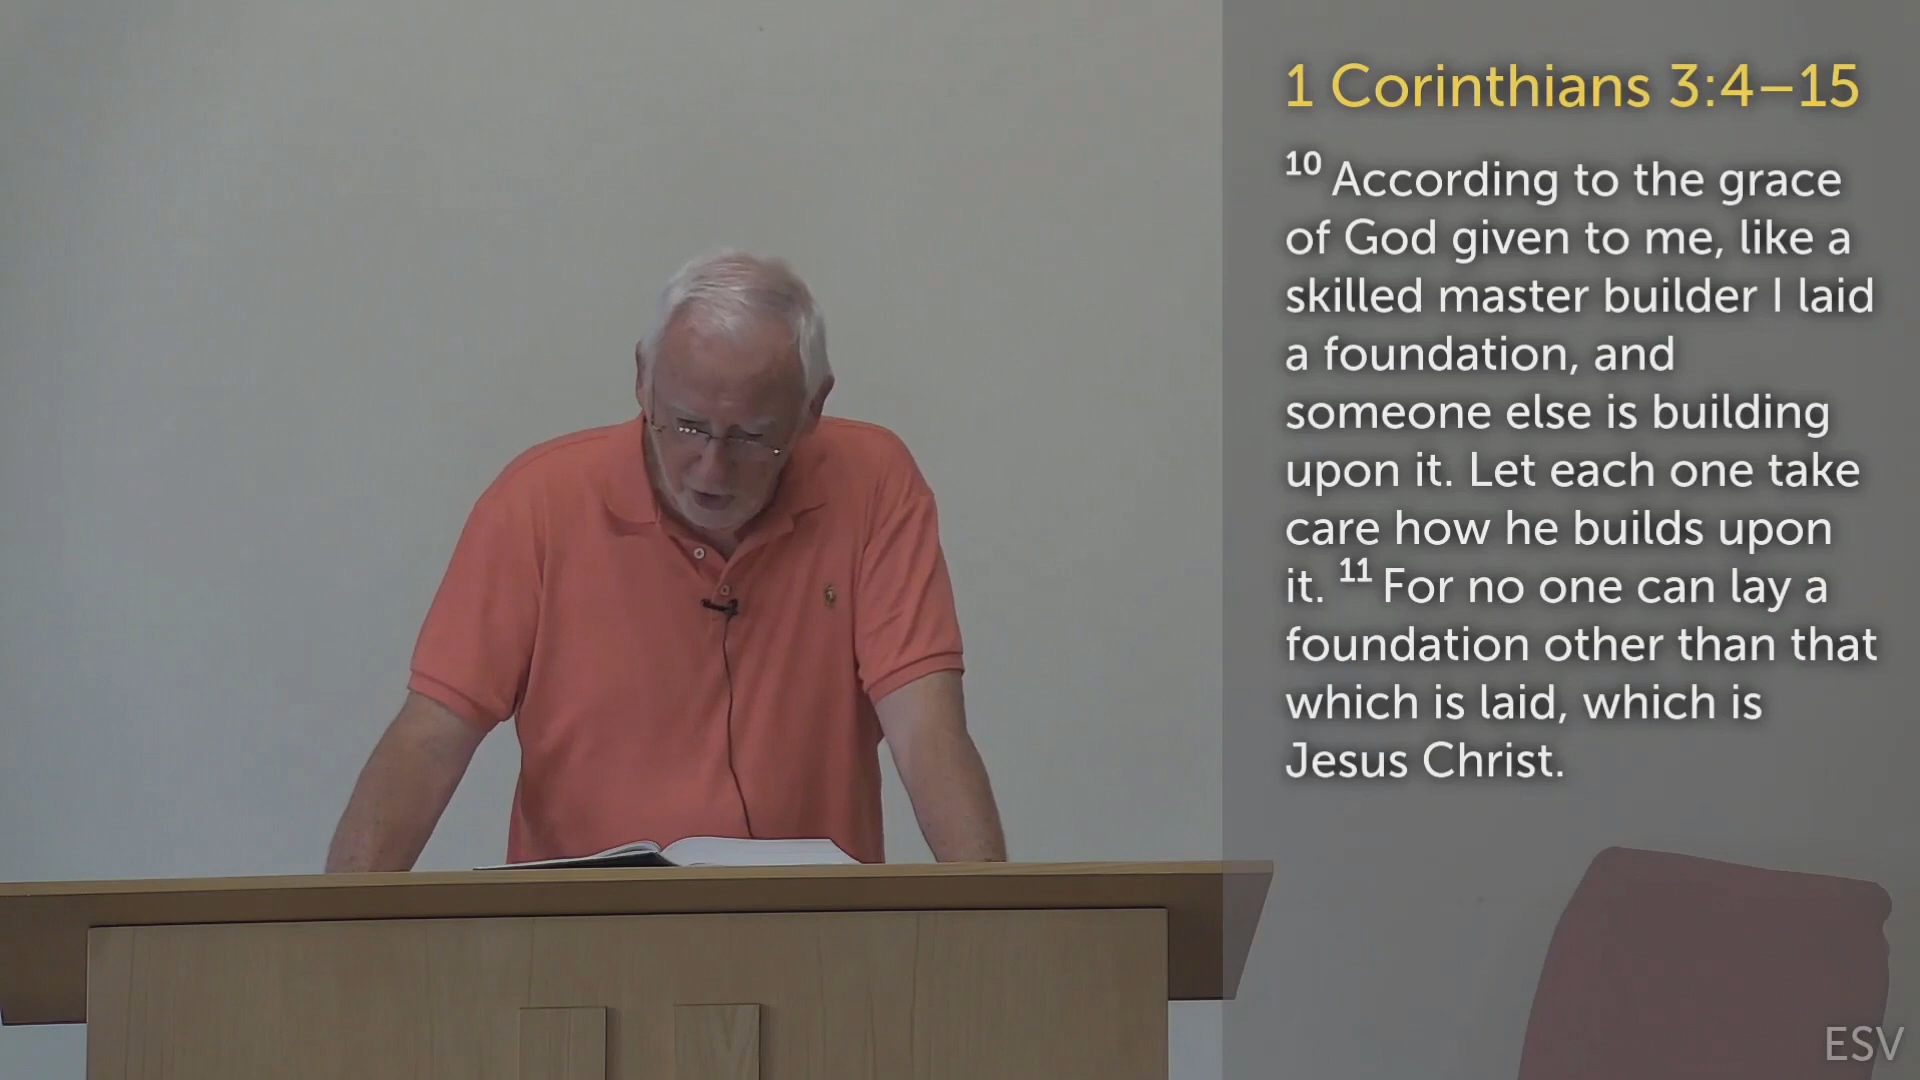 1 Corinthians 3:4–15
10 According to the grace
of God given to me, like a
skilled master builder I laid
a foundation, and
someone else is building
upon it. Let each one take
care how he builds upon
it. 11 For no one can lay a
foundation other than that
which is laid, which is
Jesus Christ.
ESV